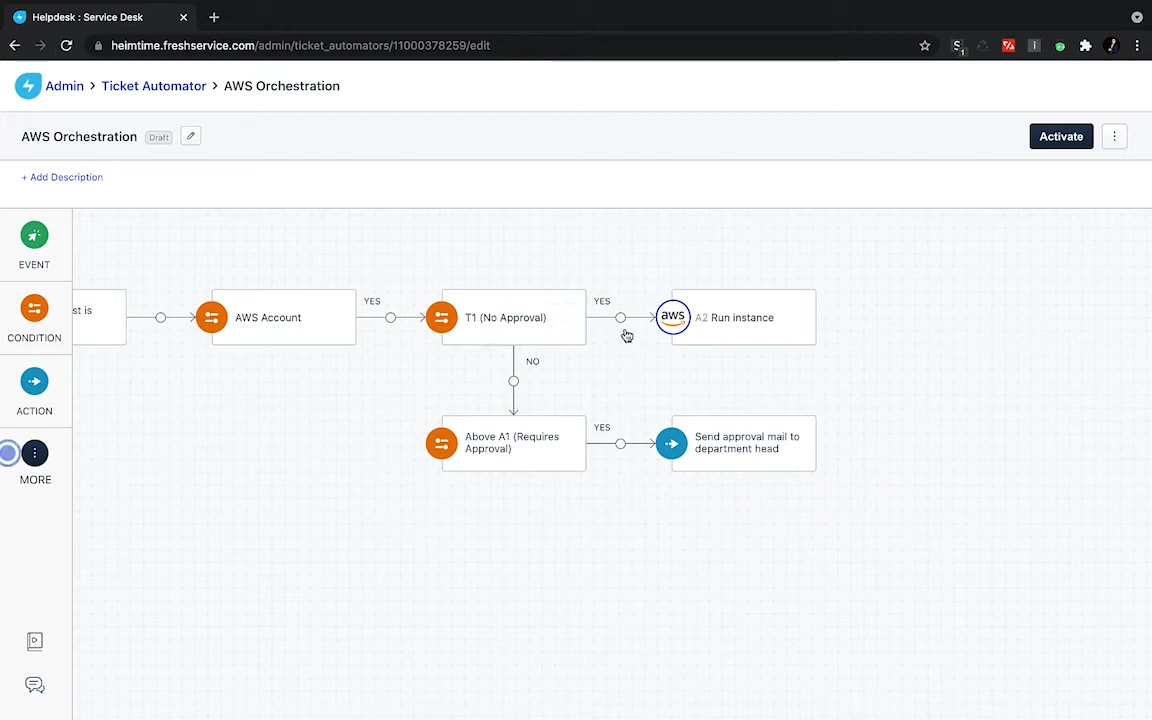 Helpdesk : Service Desk
heimtime.freshservice.com/admin/ticket_automators/11000378259/edit
S 1
Admin > Ticket Automator > AWS Orchestration
AWS Orchestration Draft
Activate
+ Add Description
EVENT
CONDITION
ACTION
MORE
st is
AWS Account
YES
T1 (No Approval)
YES
aws
A2 Run instance
NO
Above A1 (Requires
Approval)
YES
Send approval mail to
department head